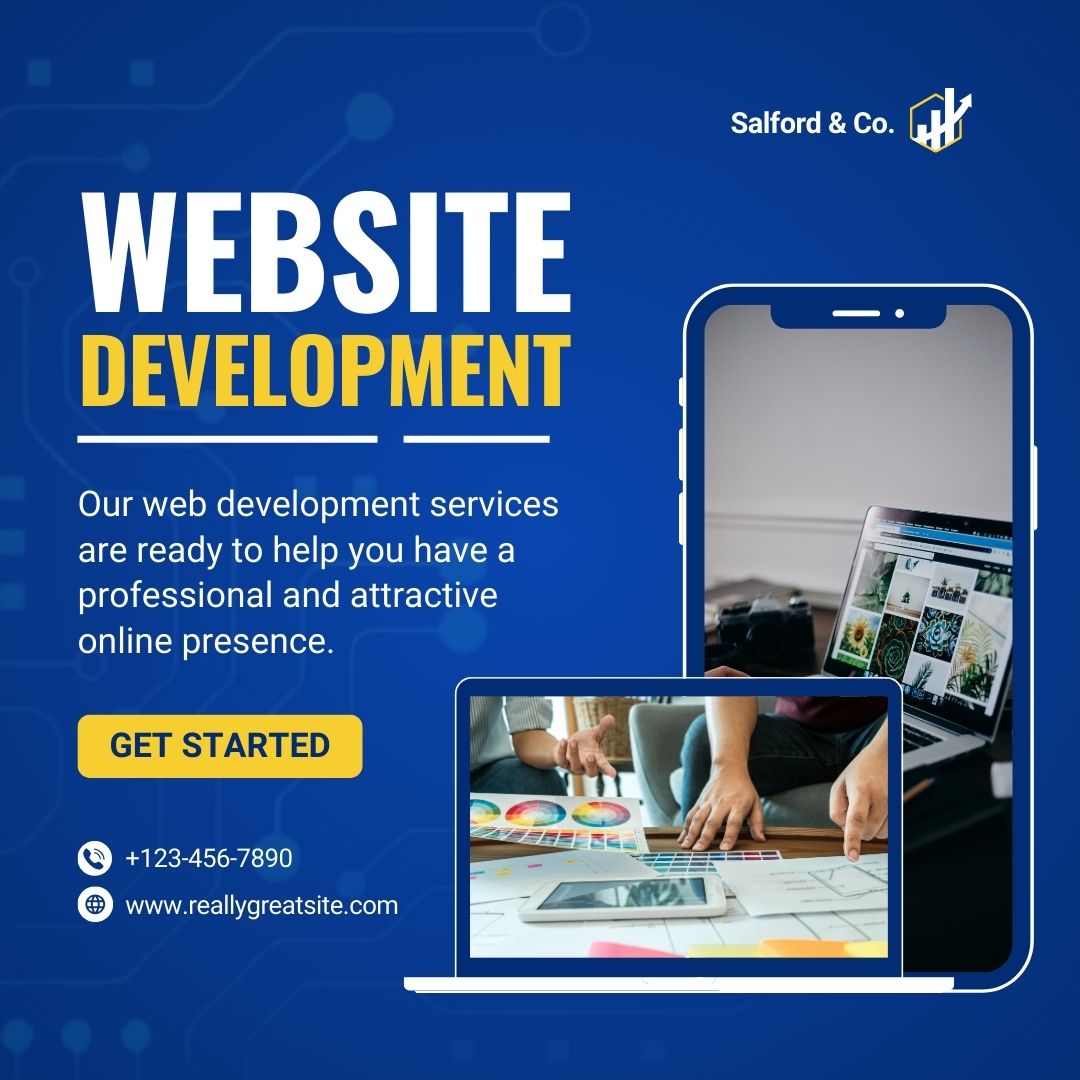 Salford & Co.
WEBSITE
DEVELOPMENT
Our web development services
are ready to help you have a
professional and attractive
online presence.
GET STARTED
+123-456-7890
www.reallygreatsite.com